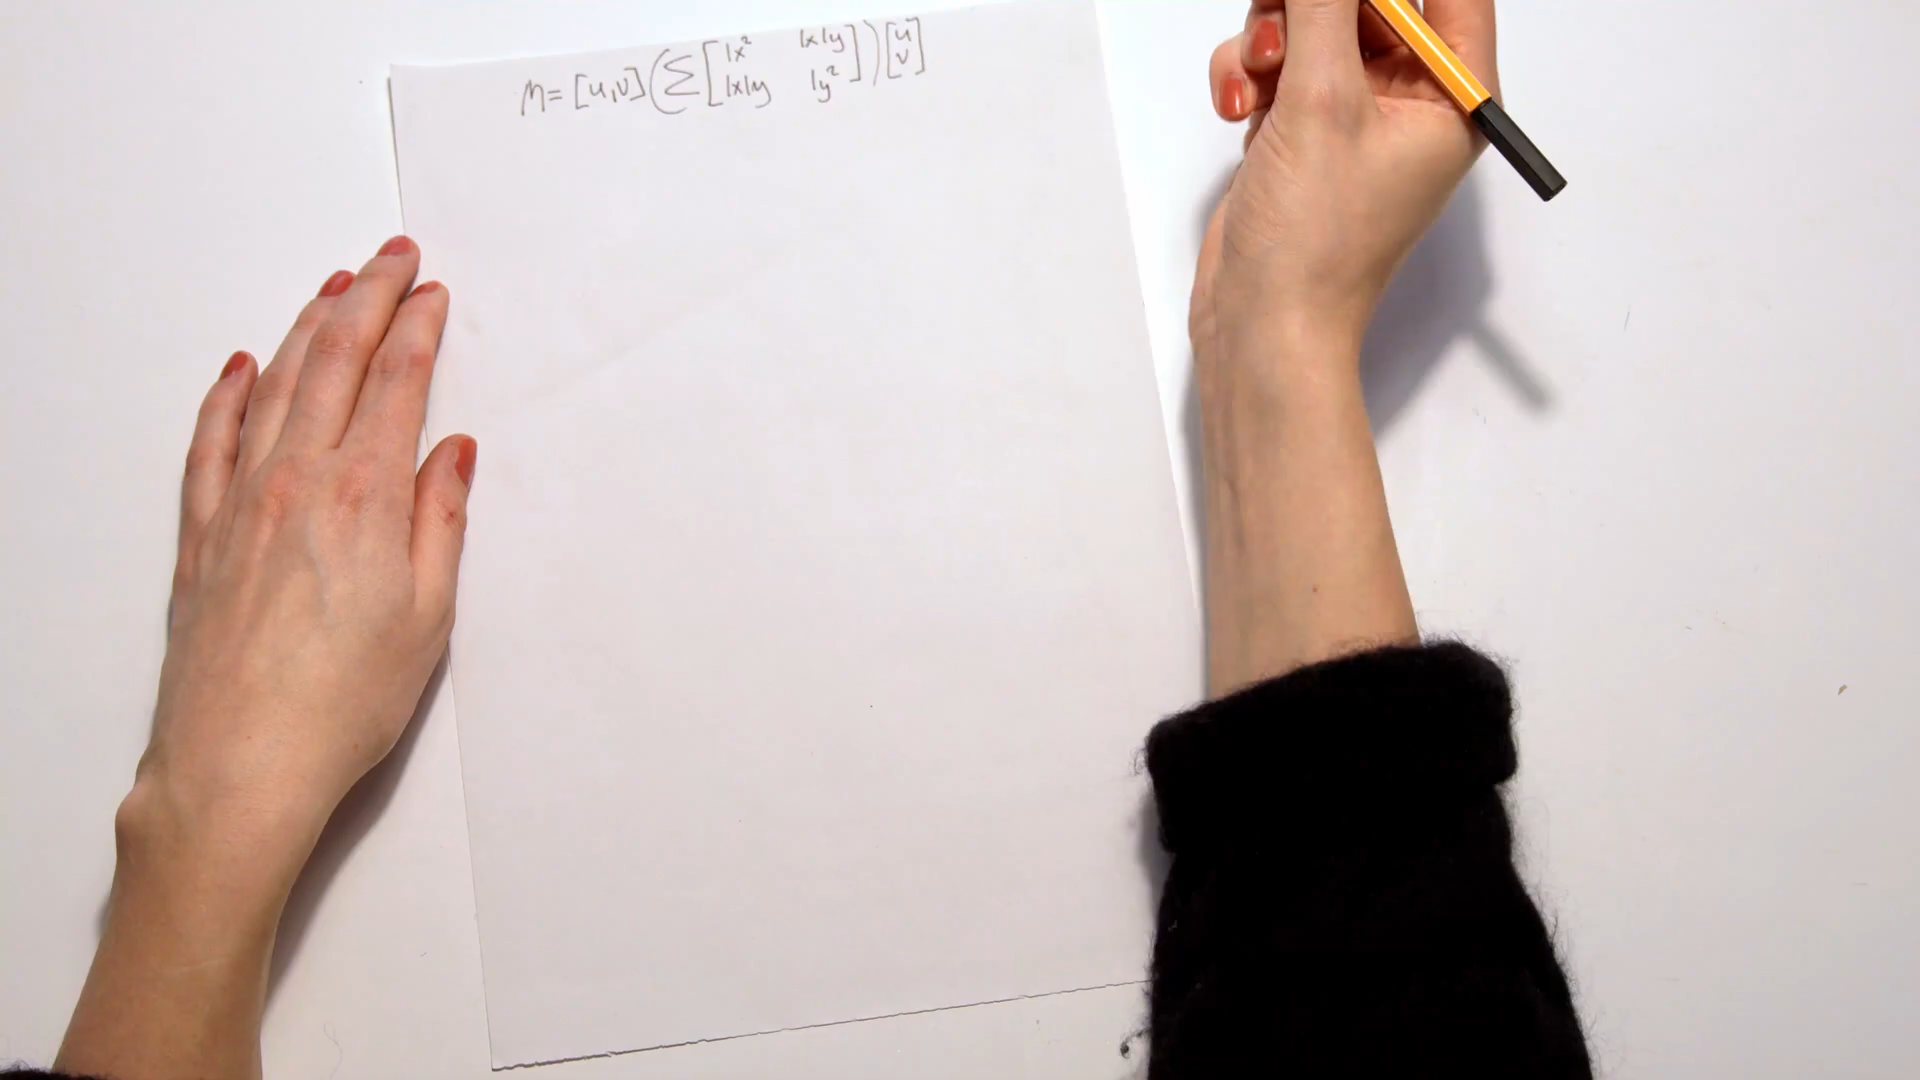 M = [u,v] (∑ [Ix² IxIy
IxIy Iy²]) [u
v]